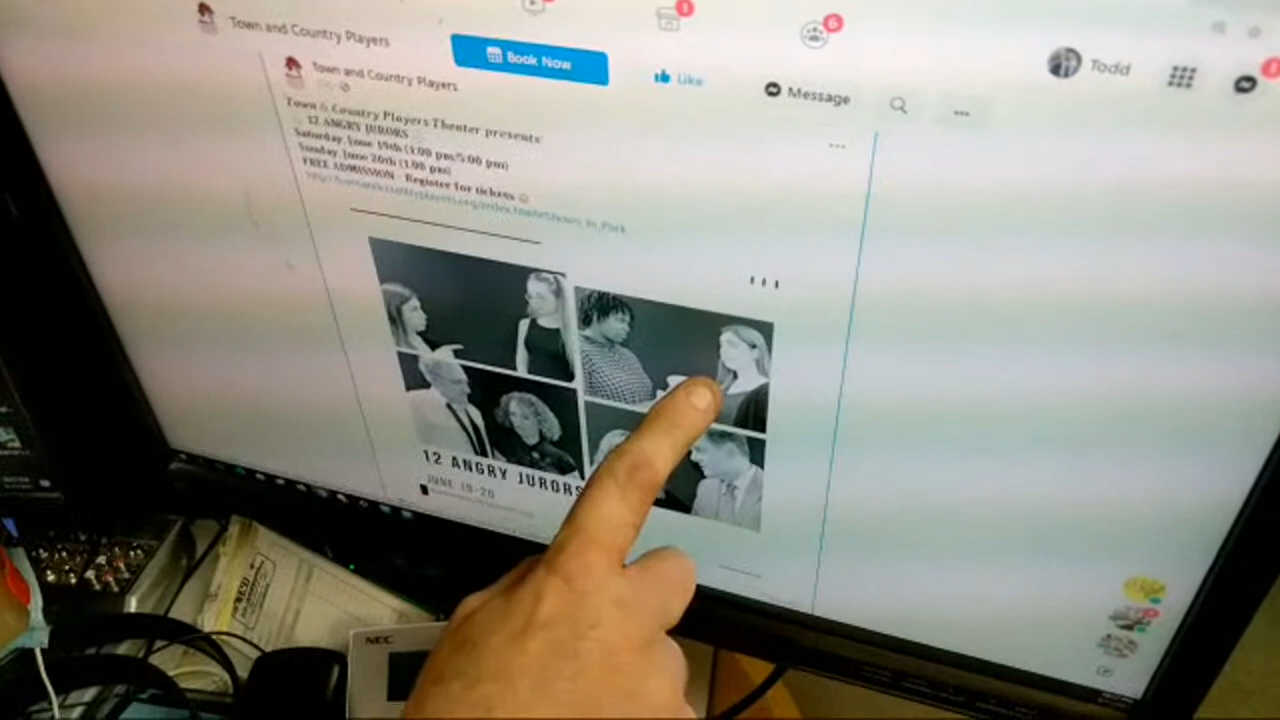 1
6
Town and Country Players
Book Now
Like
Message
Todd
Town and Country Players
Town & Country Players Theater presents:
12 ANGRY JURORS
Saturday, June 19th (1:00 pm/5:00 pm)
Sunday, June 20th (1:00 pm)
FREE ADMISSION - Register for tickets
12 ANGRY JURORS
JUNE 19-20
NEC